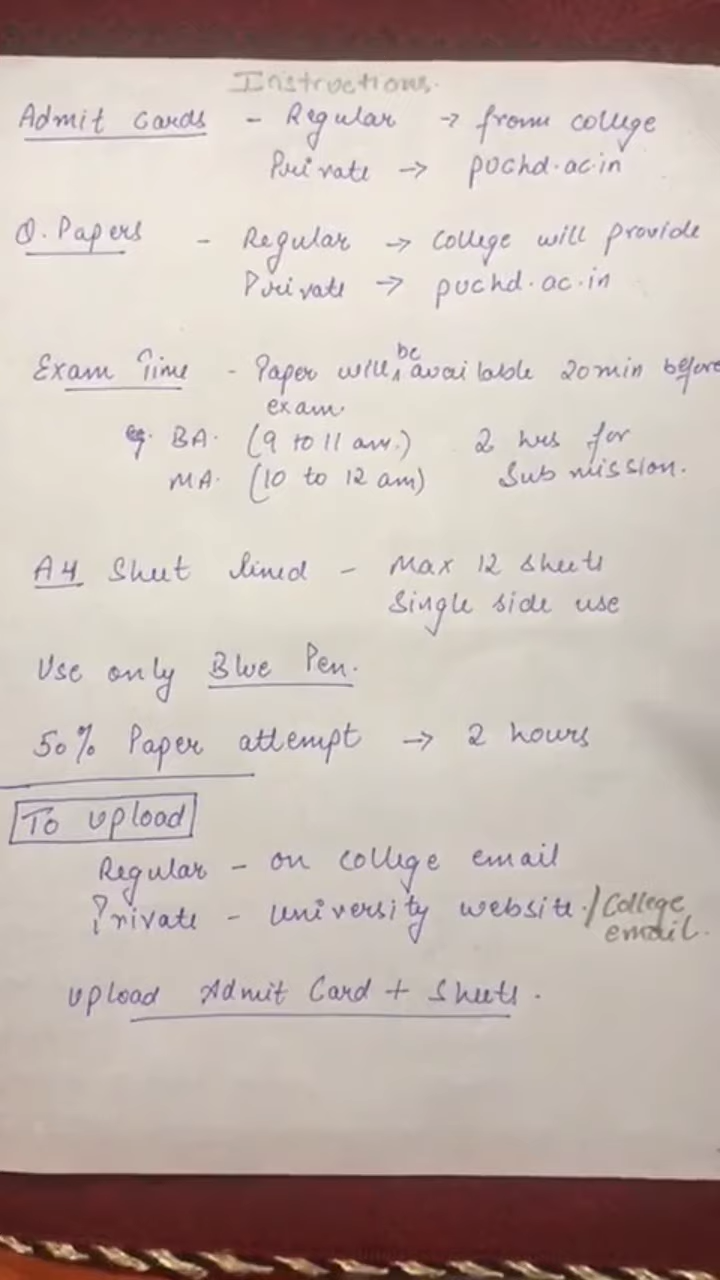 Instructions.
Admit Cards - Regular → from college
Private → puchd.ac.in
Q. Papers - Regular → College will provide
Private → puchd.ac.in
Exam Time - Paper will be available 20 min before
exam.
eg. BA. (9 to 11 am.) 2 hrs for
MA. (10 to 12 am) Submission.
A4 Sheet lined - Max 12 sheets
Single side use
Use only Blue Pen.
50% Paper attempt → 2 hours
To upload
Regular - on college email
Private - University website./College
email.
upload Admit Card + Sheets.